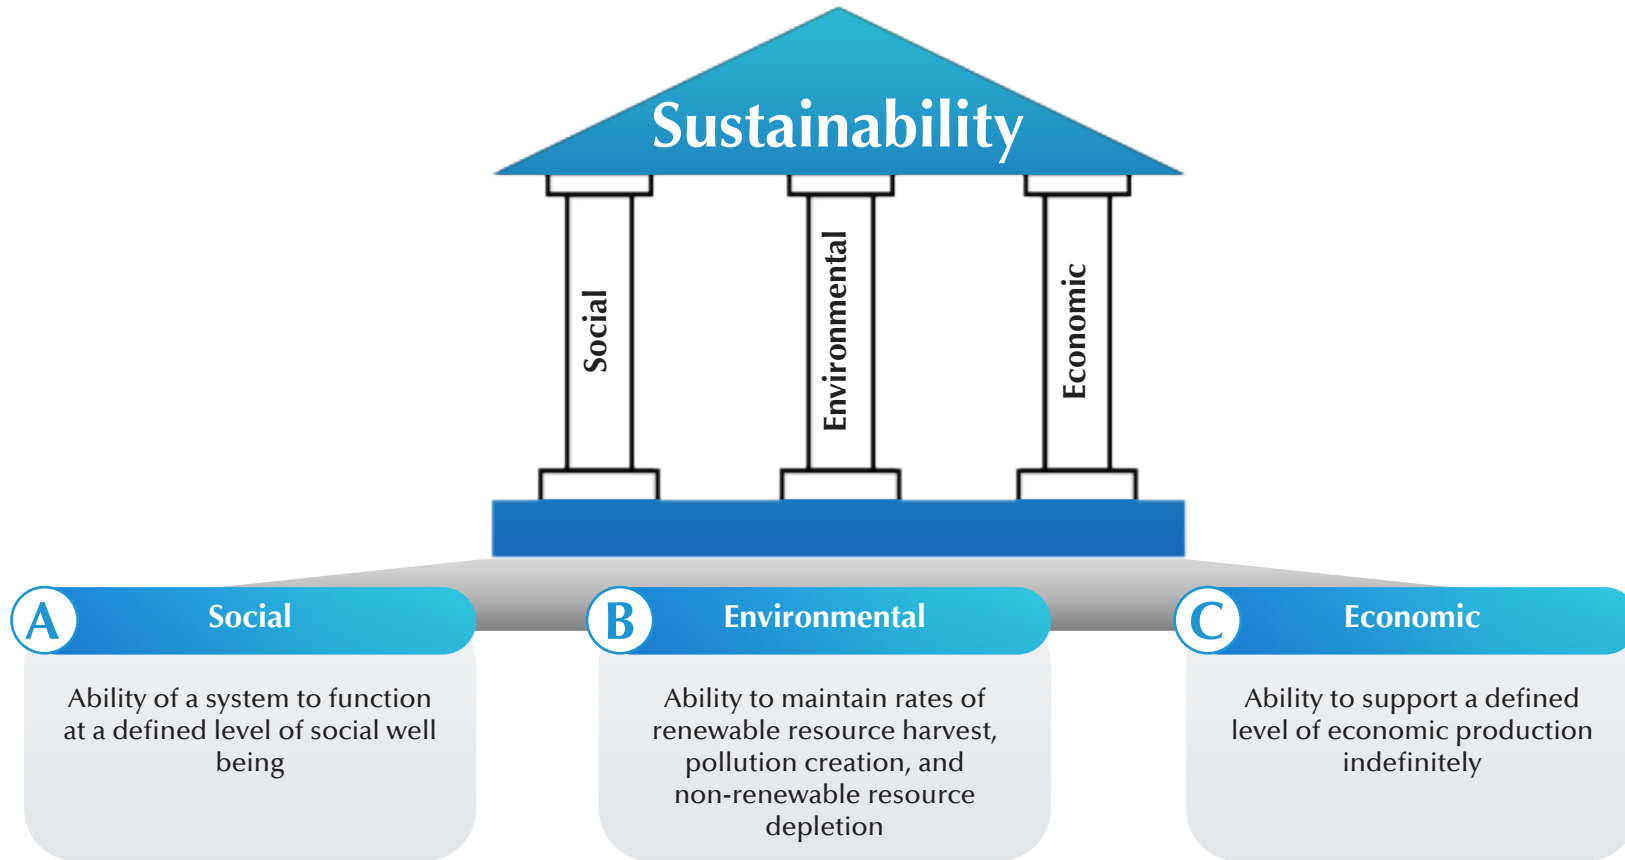 Sustainability
Social
Environmental
Economic
A
Social
Ability of a system to function
at a defined level of social well
being
B
Environmental
Ability to maintain rates of
renewable resource harvest,
pollution creation, and
non-renewable resource
depletion
C
Economic
Ability to support a defined
level of economic production
indefinitely